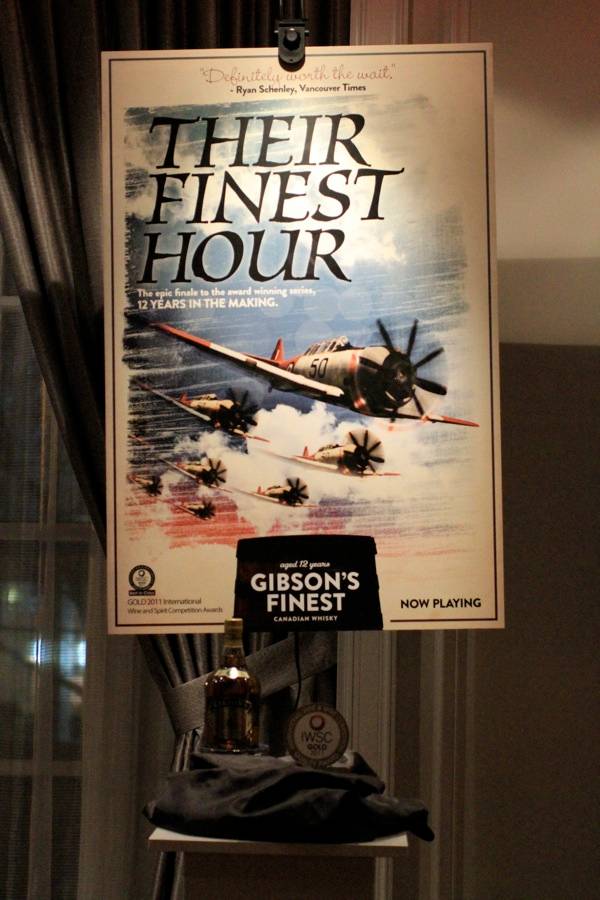 "Definitely worth the wait."
- Ryan Schenley, Vancouver Times
THEIR
FINEST
HOUR
The epic finale to the award winning series,
12 YEARS IN THE MAKING.
50
aged 12 years
GIBSON'S
FINEST
CANADIAN WHISKY
GOLD 2011 International
Wine and Spirit Competition Awards
NOW PLAYING
IWSC
GOLD
2011